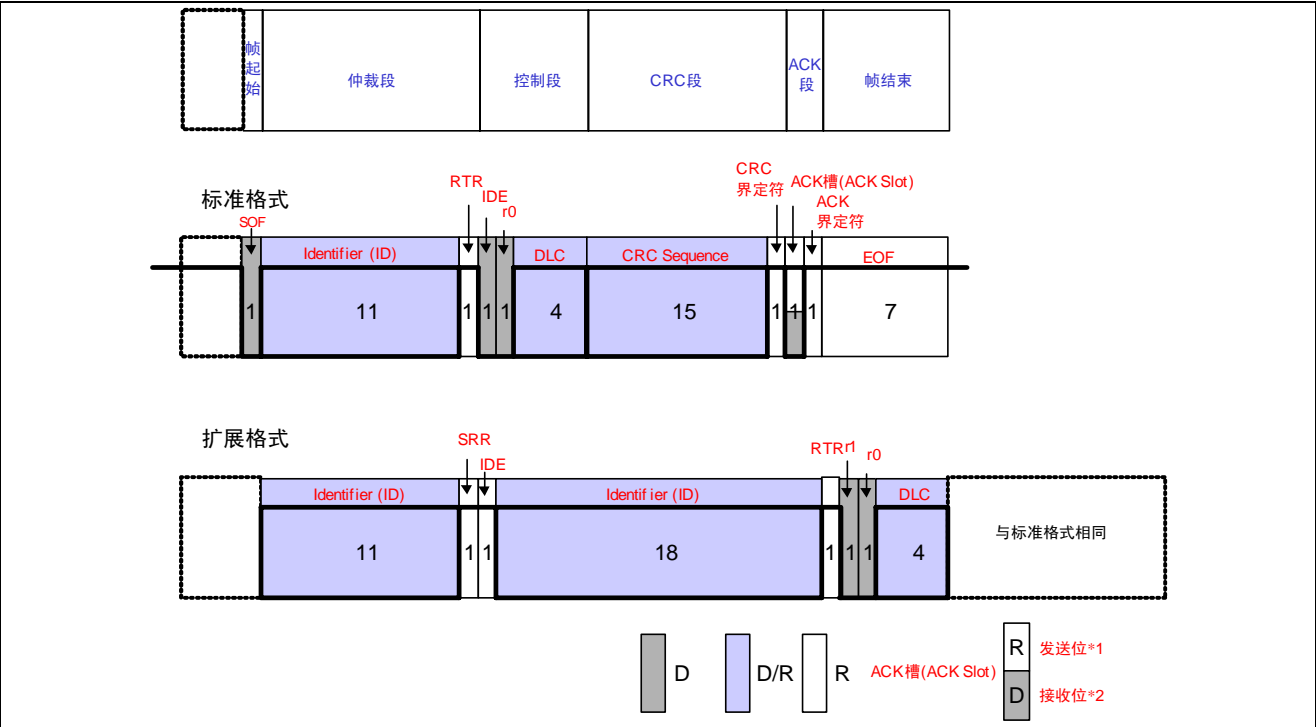 帧起始
仲裁段
控制段
CRC段
ACK段
帧结束
标准格式
SOF
RTR
IDE
r0
CRC
界定符
ACK槽(ACK Slot)
ACK
界定符
Identifier (ID)
DLC
CRC Sequence
EOF
1
11
1
1
1
4
15
1
1
1
7
扩展格式
SRR
IDE
RTR
r1
r0
Identifier (ID)
Identifier (ID)
DLC
11
1
1
18
1
1
1
4
与标准格式相同
D
D/R
R
ACK槽(ACK Slot)
R
发送位*1
D
接收位*2